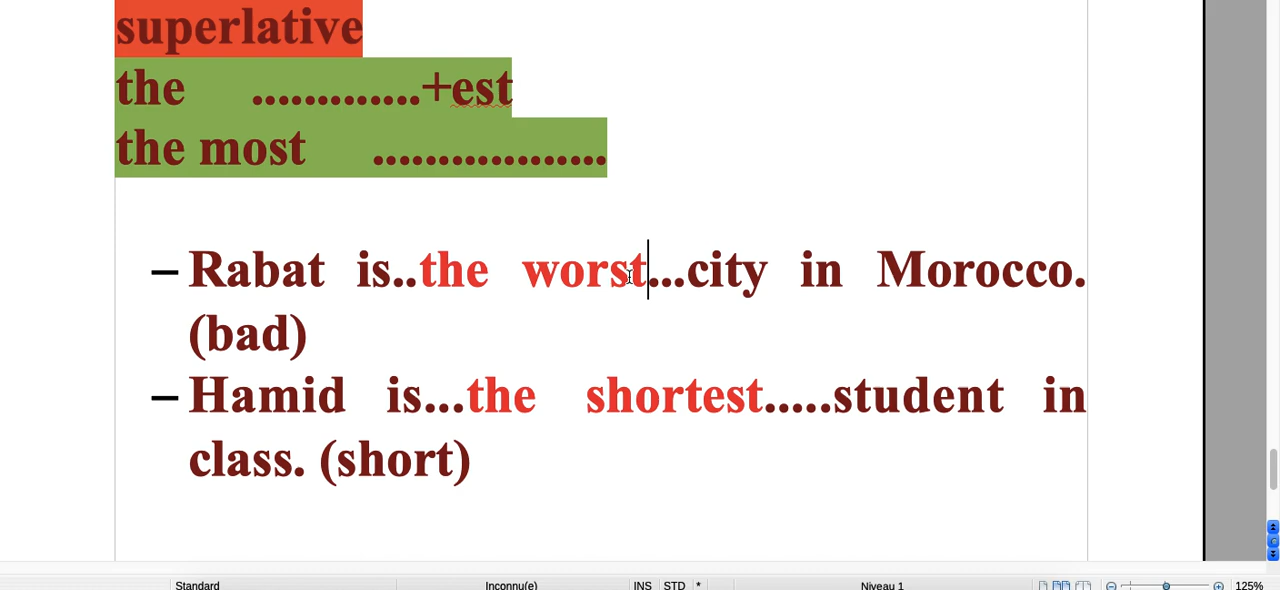 superlative
the .............+est
the most ..................
– Rabat is..the worst...city in Morocco.
(bad)
– Hamid is...the shortest.....student in
class. (short)
Standard Inconnu(e) INS STD * Niveau 1 125%